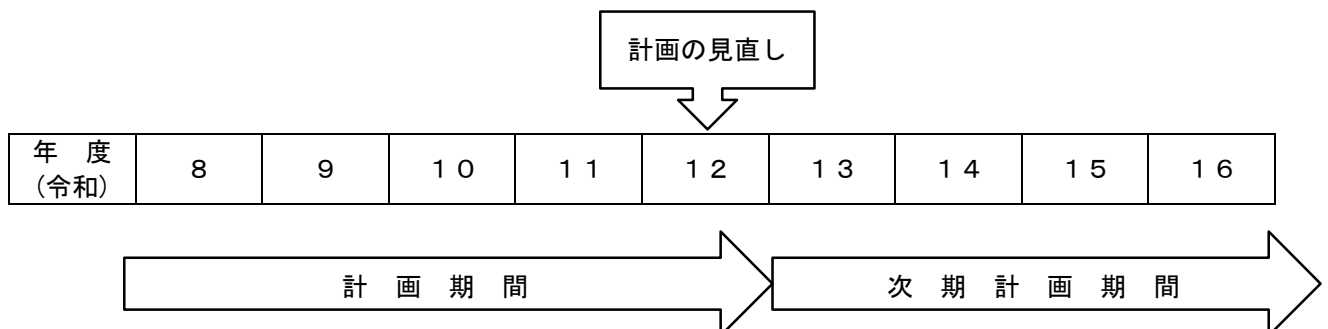 計画の見直し
年 度
(令和)
8 9 10 11 12 13 14 15 16
計 画 期 間
次 期 計 画 期 間